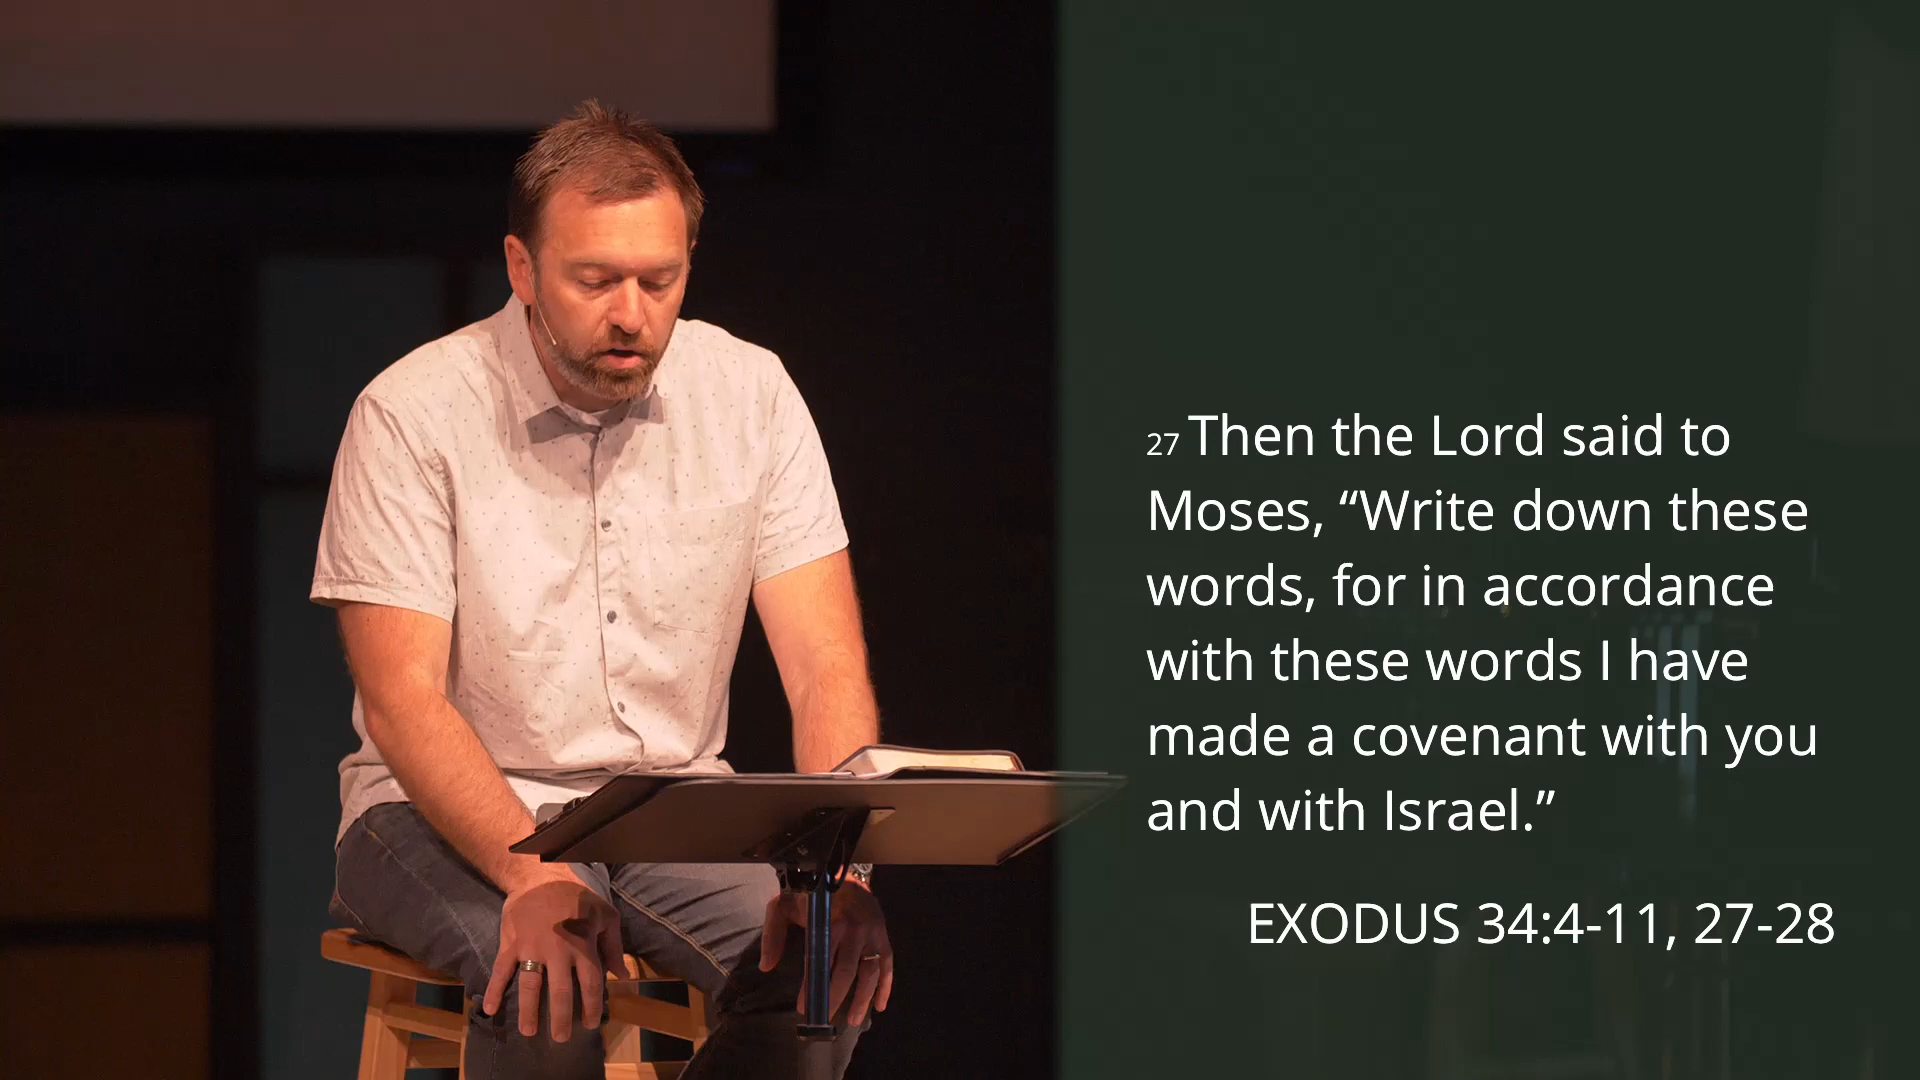 27 Then the Lord said to
Moses, “Write down these
words, for in accordance
with these words I have
made a covenant with you
and with Israel.”
EXODUS 34:4-11, 27-28